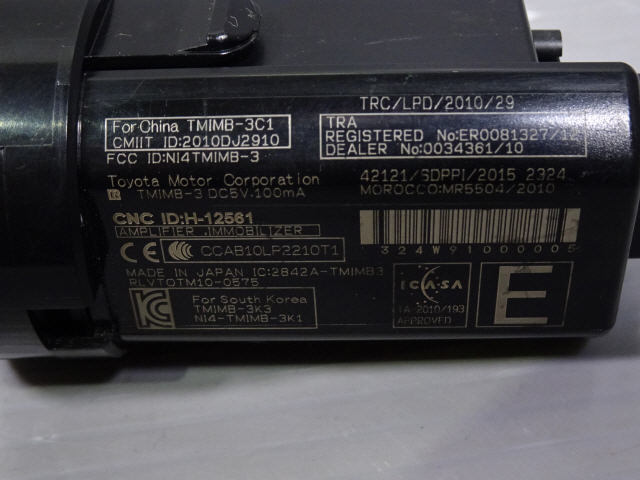 TRC/LPD/2010/29
For China TMIMB-3C1
CMIIT ID:2010DJ2910
FCC ID:NI4TMIMB-3
TRA
REGISTERED No:ER0081327/12
DEALER No:0034361/10
Toyota Motor Corporation
TMIMB-3 DC5V·100mA
42121/SDPPI/2015 2324
MOROCCO:MR5504/2010
CNC ID:H-12561
AMPLIFIER ,IMMOBILIZER
CE CCC CCAB10LP2210T1
324W91000005
MADE IN JAPAN IC:2842A-TMIMB3
RLVTOTM10-0575
For South Korea
TMIMB-3K3
NI4-TMIMB-3K1
ICASA
TA-2010/193
APPROVED
E